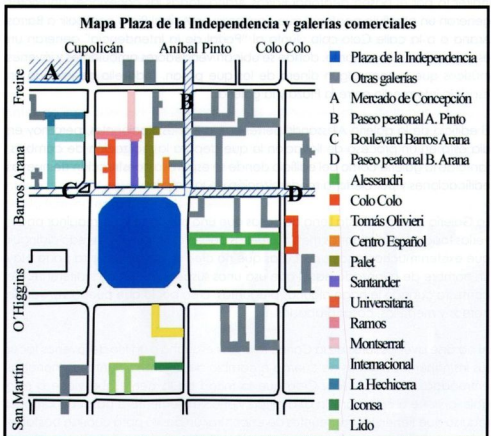 Mapa Plaza de la Independencia y galerías comerciales
Cupolicán Aníbal Pinto Colo Colo
Freire
Barros Arana
O'Higgins
San Martín
A
B
C
D
Plaza de la Independencia
Otras galerías
A Mercado de Concepción
B Paseo peatonal A. Pinto
C Boulevard Barros Arana
D Paseo peatonal B. Arana
Alessandri
Colo Colo
Tomás Olivieri
Centro Español
Palet
Santander
Universitaria
Ramos
Montserrat
Internacional
La Hechicera
Iconsa
Lido